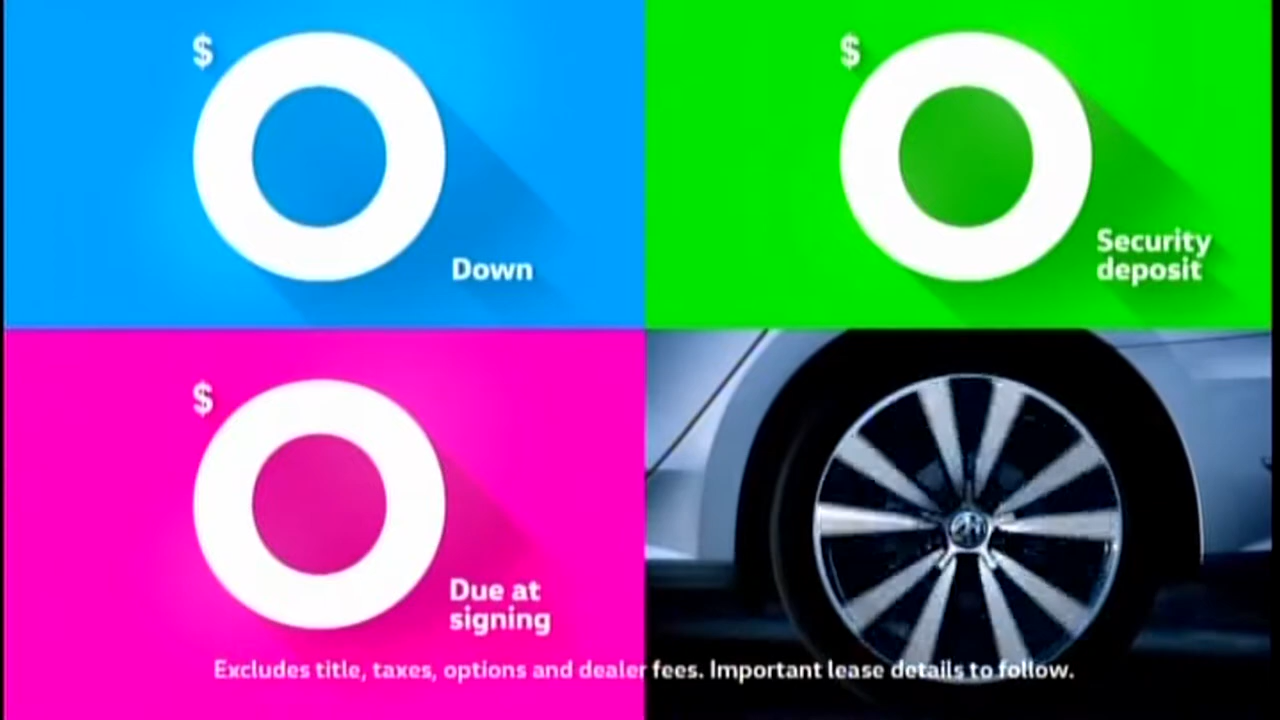 $0
Down
$0
Security
deposit
$0
Due at
signing
Excludes title, taxes, options and dealer fees. Important lease details to follow.